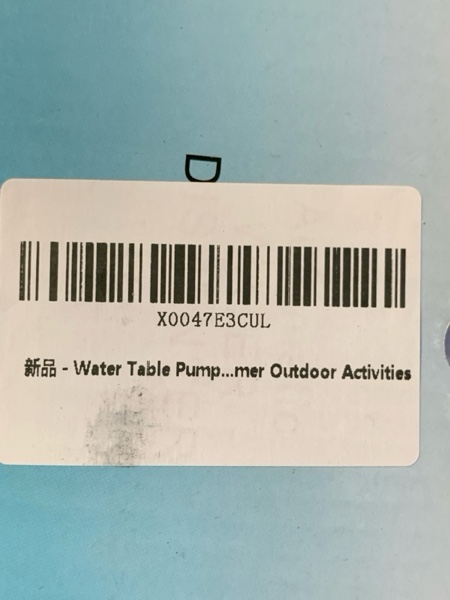 D
X0047E3CUL
新品 - Water Table Pump...mer Outdoor Activities